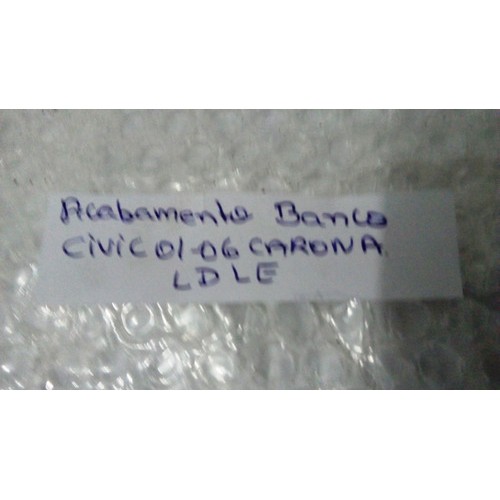 Acabamento Banco
CIVIC 01-06 CARONA
LD LE